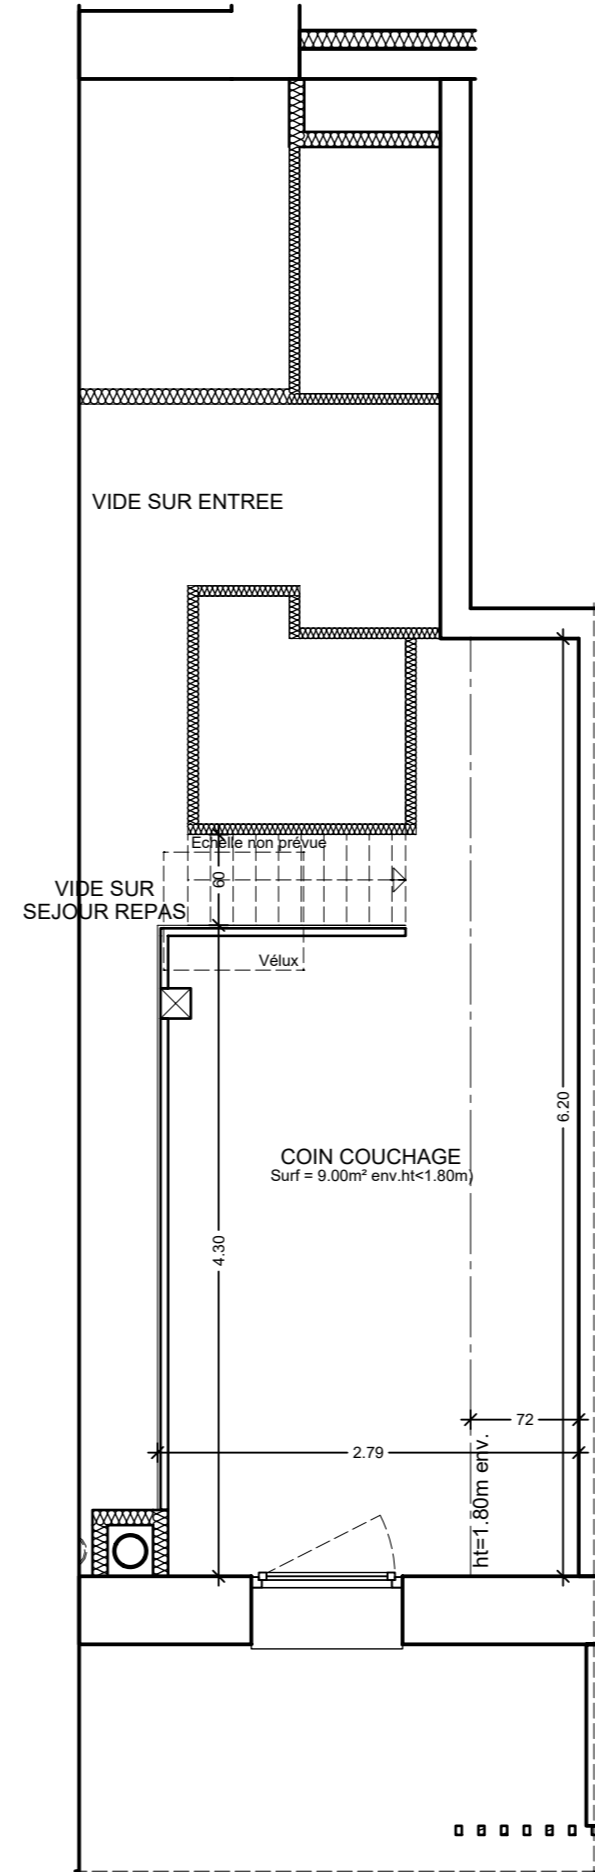 VIDE SUR ENTREE
Echelle non prévue
60
VIDE SUR
SEJOUR REPAS
Vélux
6.20
COIN COUCHAGE
Surf = 9.00m² env.ht<1.80m)
4.30
72
2.79
ht=1.80m env.